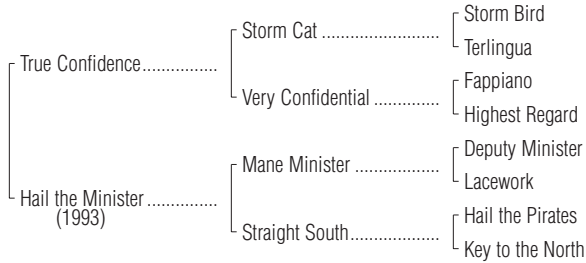 Storm Bird
Storm Cat ........................
Terlingua
True Confidence...............
Fappiano
Very Confidential .............
Highest Regard
Deputy Minister
Mane Minister .................
Lacework
Hail the Minister ..............
(1993)
Hail the Pirates
Straight South..................
Key to the North